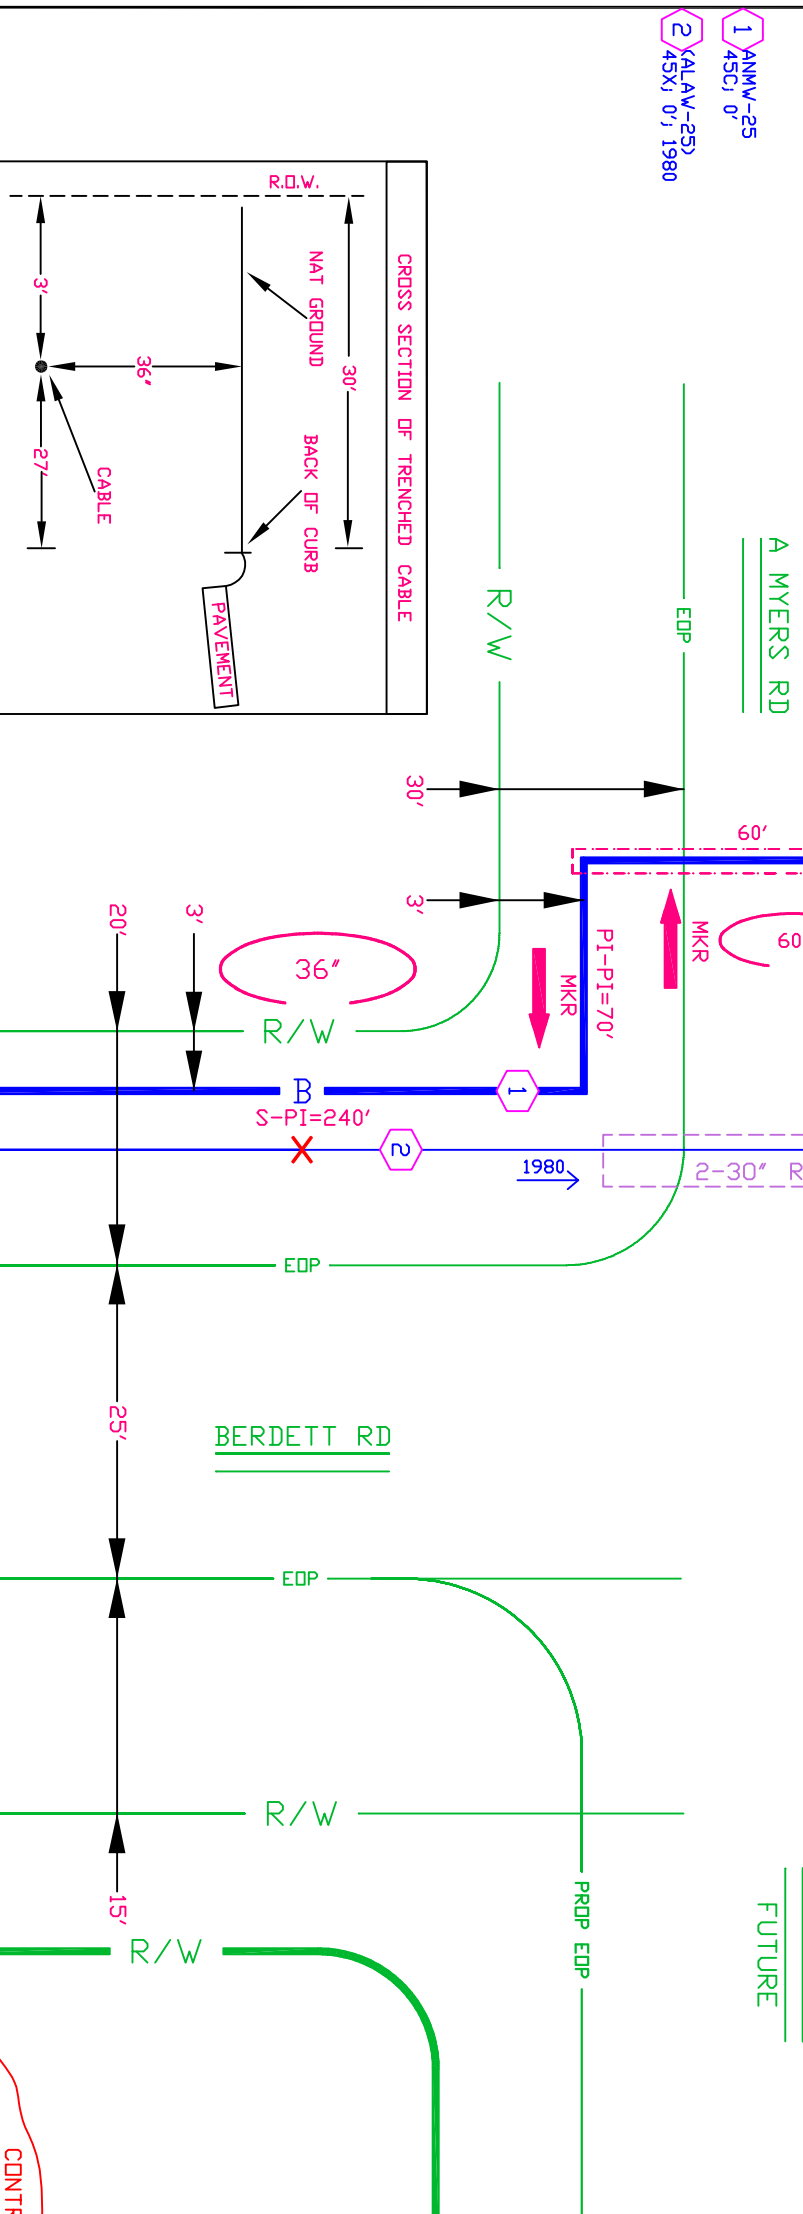 1
ANMW-25
45C; 0'
2
(ALAW-25)
45X; 0'; 1980
CROSS SECTION OF TRENCHED CABLE
R.O.W.
30'
NAT GROUND
BACK OF CURB
PAVEMENT
3'
36"
27'
CABLE
A MYERS RD
EOP
R/W
30'
3'
60'
60
MKR
MKR
PI-PI=70'
20'
3'
36"
R/W
B
1
S-PI=240'
2
1980
2-30" R
EOP
25'
BERDETT RD
EOP
R/W
15'
R/W
PROP EOP
FUTURE
CONTR